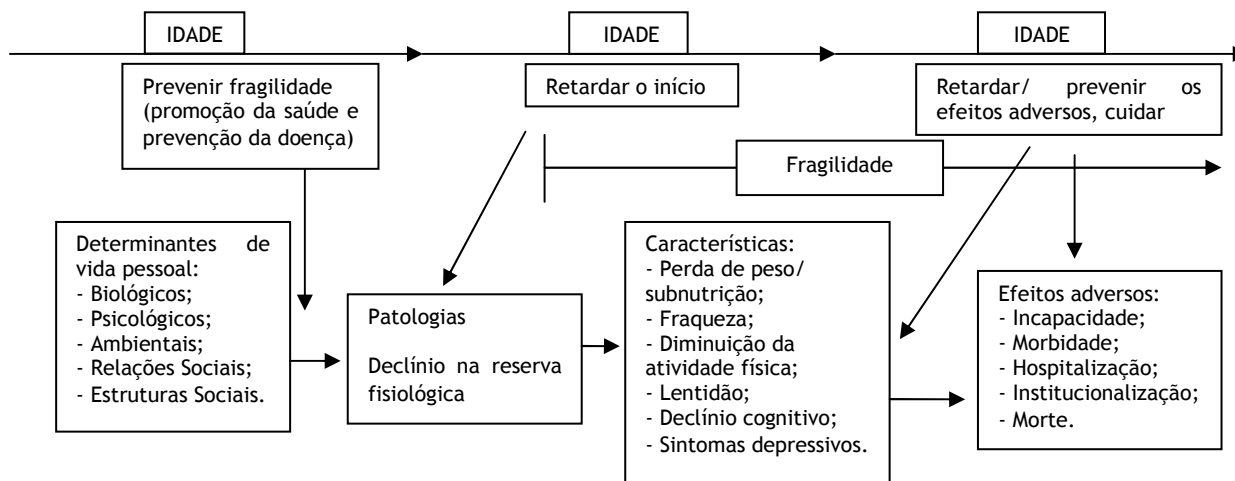 IDADE
IDADE
IDADE
Prevenir fragilidade
(promoção da saúde e
prevenção da doença)
Retardar o início
Retardar/ prevenir os
efeitos adversos, cuidar
Fragilidade
Determinantes de
vida pessoal:
- Biológicos;
- Psicológicos;
- Ambientais;
- Relações Sociais;
- Estruturas Sociais.
Patologias
Declínio na reserva
fisiológica
Características:
- Perda de peso/
subnutrição;
- Fraqueza;
- Diminuição da
atividade física;
- Lentidão;
- Declínio cognitivo;
- Sintomas depressivos.
Efeitos adversos:
- Incapacidade;
- Morbidade;
- Hospitalização;
- Institucionalização;
- Morte.